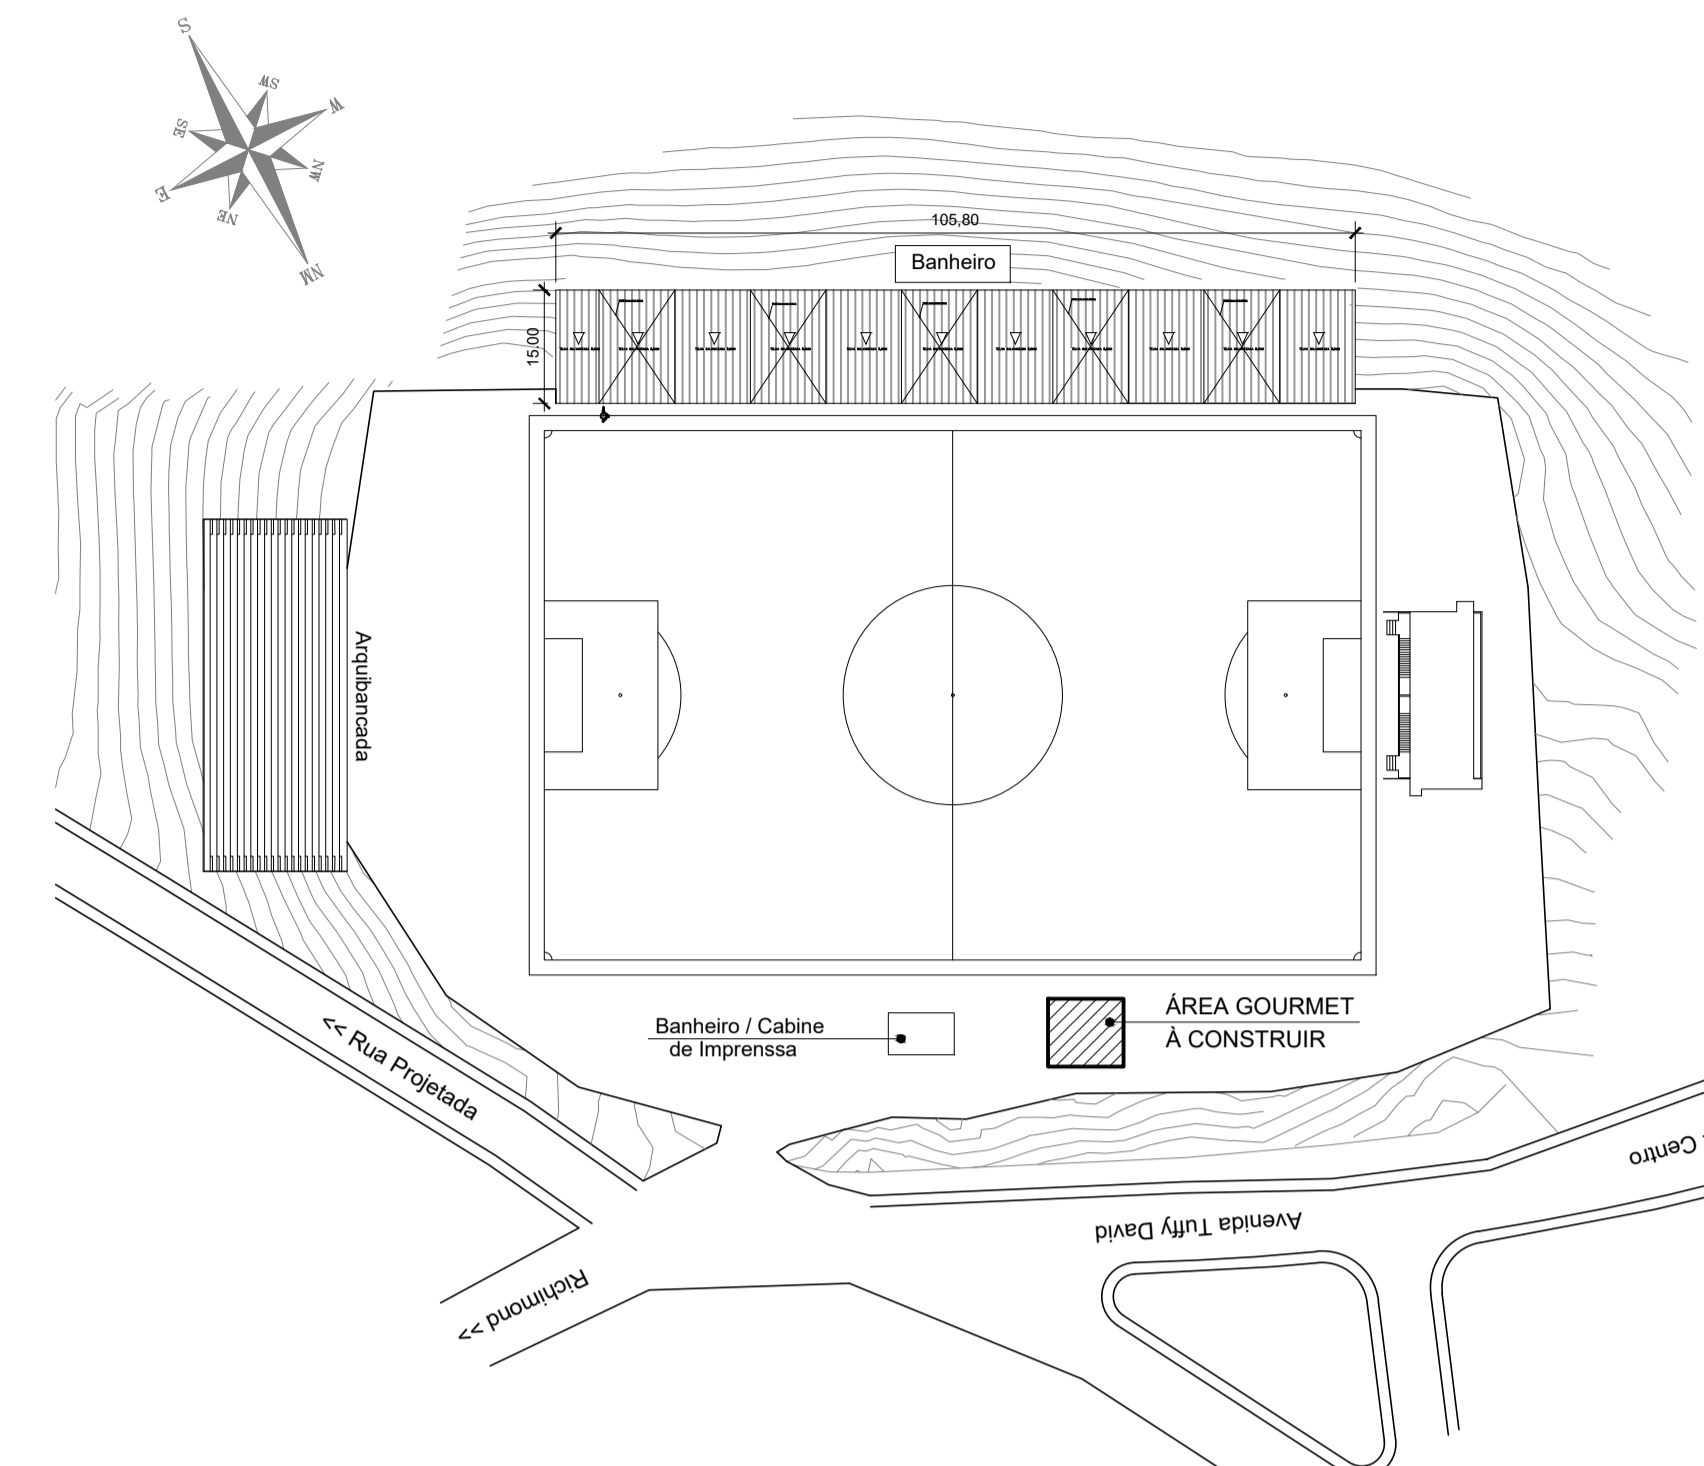 S
SW
W
SE
NW
E
NE
NM
105,80
Banheiro
15,00
Arquibancada
Banheiro / Cabine
de Imprenssa
ÁREA GOURMET
À CONSTRUIR
<< Rua Projetada
Centro
Avenida Tuffy David
Richimond >>